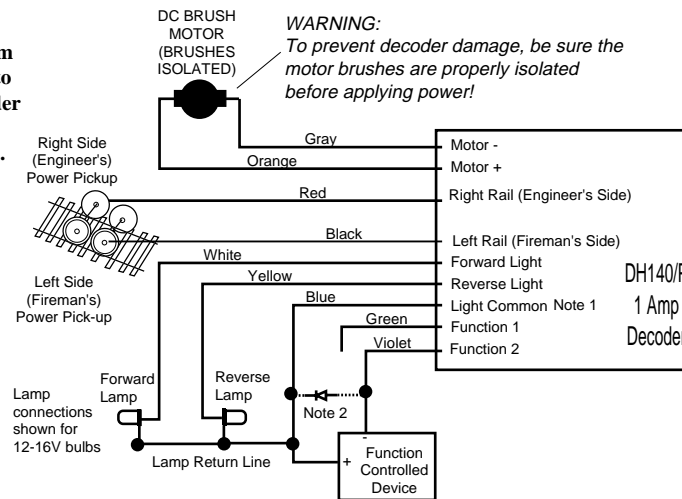 DC BRUSH
MOTOR
(BRUSHES
ISOLATED)
WARNING:
To prevent decoder damage, be sure the
motor brushes are properly isolated
before applying power!
Right Side
(Engineer's)
Power Pickup
Left Side
(Fireman's)
Power Pick-up
Gray
Motor -
Orange
Motor +
Red
Right Rail (Engineer's Side)
Black
Left Rail (Fireman's Side)
White
Forward Light
Yellow
Reverse Light
Blue
Light Common Note 1
Green
Function 1
Violet
Function 2
1 Amp
Lamp
connections
shown for
12-16V bulbs
Forward
Lamp
Reverse
Lamp
Lamp Return Line
Note 2
-
+
Function
Controlled
Device